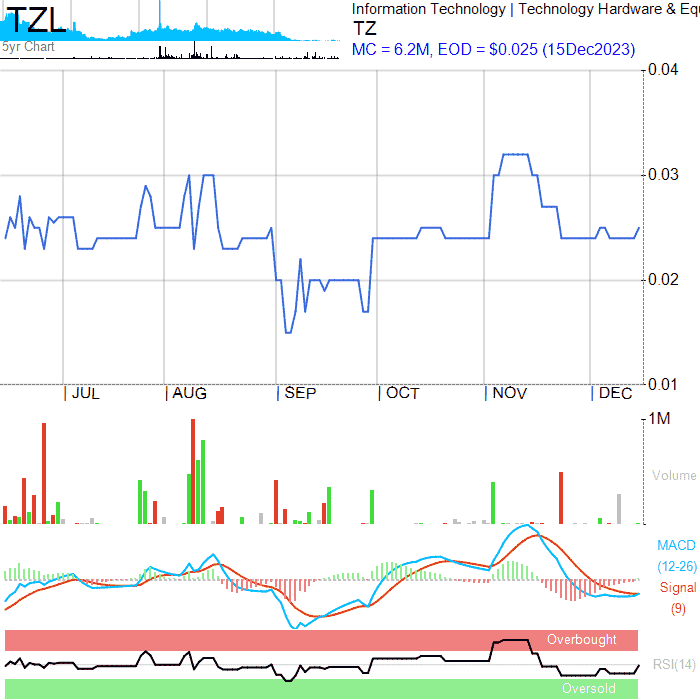 TZL
5yr Chart
Information Technology | Technology Hardware & Equ
TZ
MC = 6.2M, EOD = $0.025 (15Dec2023)
0.04
0.03
0.02
0.01
| JUL | AUG | SEP | OCT | NOV | DEC
1M
Volume
MACD
(12-26)
Signal
(9)
Overbought
RSI(14)
Oversold